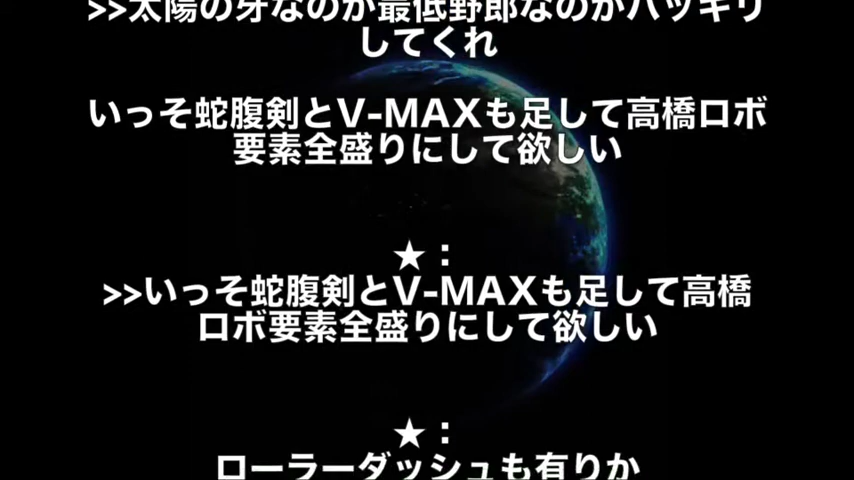 >>太陽の牙なのか最低野郎なのかハッキリ
してくれ
いっそ蛇腹剣とV-MAXも足して高橋ロボ
要素全盛りにして欲しい
★：
>>いっそ蛇腹剣とV-MAXも足して高橋
ロボ要素全盛りにして欲しい
★：
ローラーダッシュも有りか